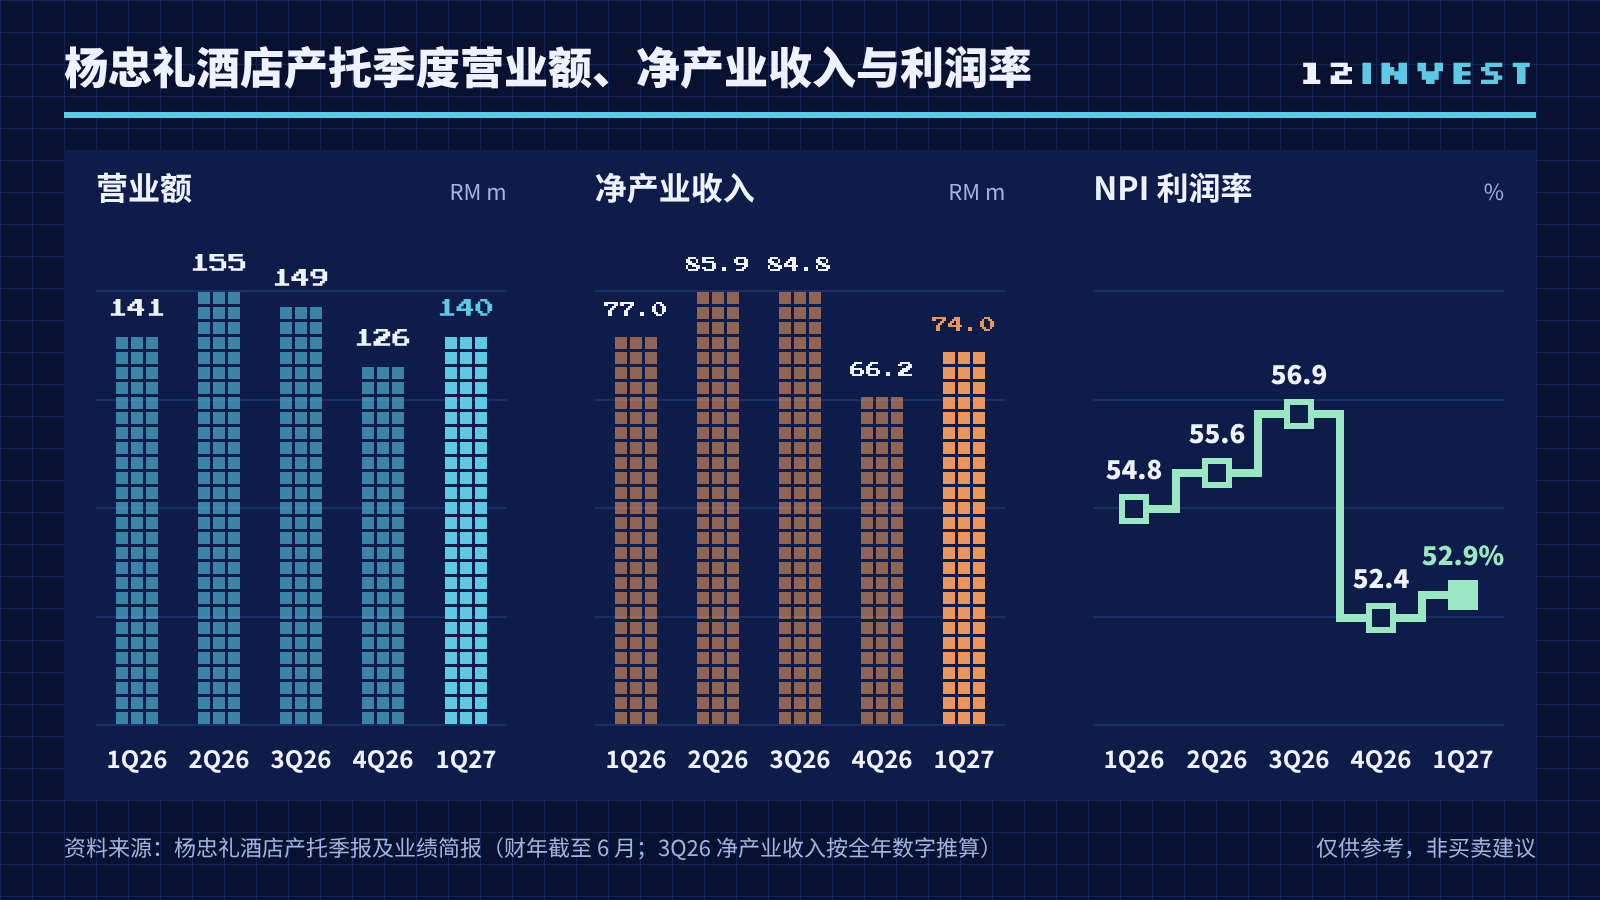 杨忠礼酒店产托季度营业额、净产业收入与利润率
12INVEST
营业额 RM m
141 155 149 126 140
1Q26 2Q26 3Q26 4Q26 1Q27
净产业收入 RM m
77.0 85.9 84.8 66.2 74.0
1Q26 2Q26 3Q26 4Q26 1Q27
NPI 利润率 %
54.8 55.6 56.9 52.4 52.9%
1Q26 2Q26 3Q26 4Q26 1Q27
资料来源：杨忠礼酒店产托季报及业绩简报（财年截至 6 月；3Q26 净产业收入按全年数字推算）
仅供参考，非买卖建议